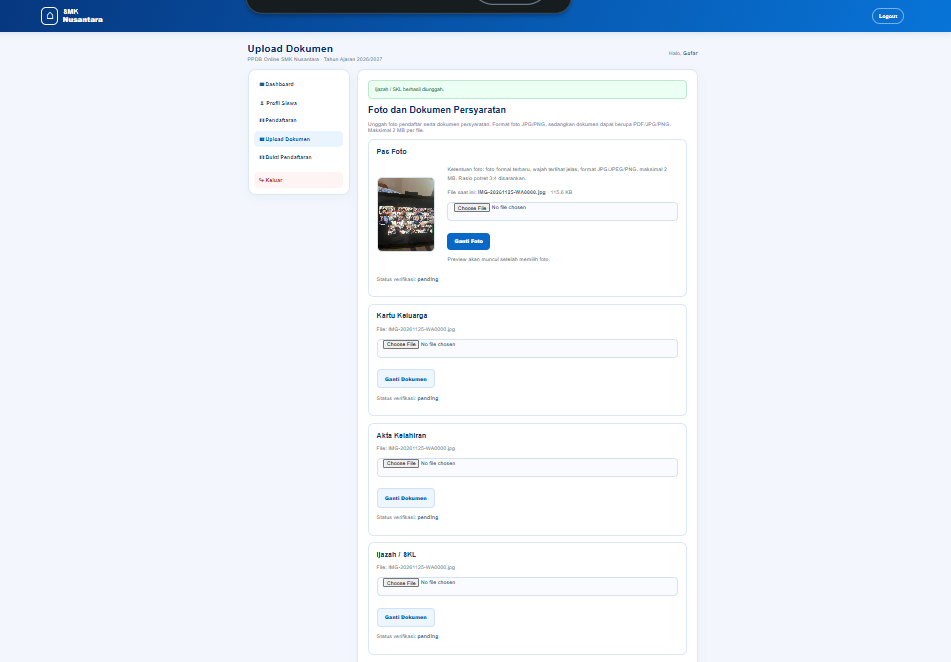 SMK
Nusantara
Logout
Upload Dokumen
PPDB Online SMK Nusantara · Tahun Ajaran 2026/2027
Halo, Gofar
Dashboard
Profil Siswa
Pendaftaran
Upload Dokumen
Bukti Pendaftaran
Keluar
Ijazah / SKL berhasil diunggah.
Foto dan Dokumen Persyaratan
Unggah foto pendaftar serta dokumen persyaratan. Format foto JPG/PNG, sedangkan dokumen dapat berupa PDF/JPG/PNG.
Maksimal 2 MB per file.
Pas Foto
Ketentuan foto: foto formal terbaru, wajah terlihat jelas, format JPG/JPEG/PNG, maksimal 2
MB. Rasio potret 3:4 disarankan.
File saat ini: IMG-20261125-WA0000.jpg · 115.6 KB
Choose File No file chosen
Ganti Foto
Preview akan muncul setelah memilih foto.
Status verifikasi: pending
Kartu Keluarga
File: IMG-20261125-WA0000.jpg
Choose File No file chosen
Ganti Dokumen
Status verifikasi: pending
Akta Kelahiran
File: IMG-20261125-WA0000.jpg
Choose File No file chosen
Ganti Dokumen
Status verifikasi: pending
Ijazah / SKL
File: IMG-20261125-WA0000.jpg
Choose File No file chosen
Ganti Dokumen
Status verifikasi: pending